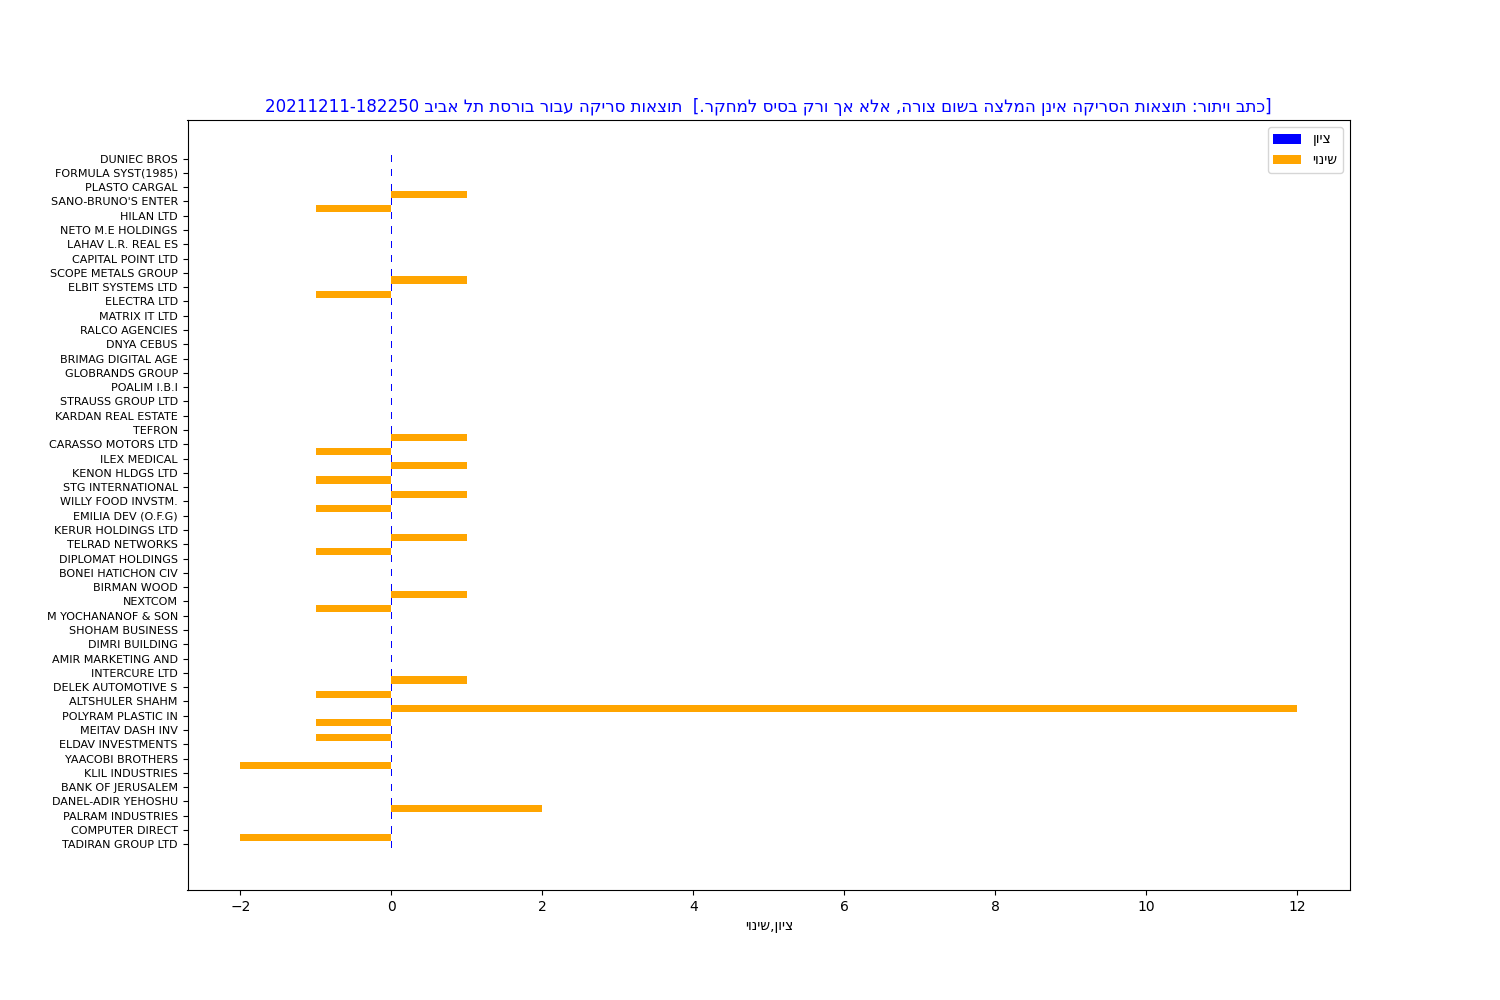 [כתב ויתור: תוצאות הסריקה אינן המלצה בשום צורה, אלא אך ורק בסיס למחקר.] תוצאות סריקה עבור בורסת תל אביב 20211211-182250
ציון
שינוי
DUNIEC BROS
FORMULA SYST(1985)
PLASTO CARGAL
SANO-BRUNO'S ENTER
HILAN LTD
NETO M.E HOLDINGS
LAHAV L.R. REAL ES
CAPITAL POINT LTD
SCOPE METALS GROUP
ELBIT SYSTEMS LTD
ELECTRA LTD
MATRIX IT LTD
RALCO AGENCIES
DNYA CEBUS
BRIMAG DIGITAL AGE
GLOBRANDS GROUP
POALIM I.B.I
STRAUSS GROUP LTD
KARDAN REAL ESTATE
TEFRON
CARASSO MOTORS LTD
ILEX MEDICAL
KENON HLDGS LTD
STG INTERNATIONAL
WILLY FOOD INVSTM.
EMILIA DEV (O.F.G)
KERUR HOLDINGS LTD
TELRAD NETWORKS
DIPLOMAT HOLDINGS
BONEI HATICHON CIV
BIRMAN WOOD
NEXTCOM
M YOCHANANOF & SON
SHOHAM BUSINESS
DIMRI BUILDING
AMIR MARKETING AND
INTERCURE LTD
DELEK AUTOMOTIVE S
ALTSHULER SHAHM
POLYRAM PLASTIC IN
MEITAV DASH INV
ELDAV INVESTMENTS
YAACOBI BROTHERS
KLIL INDUSTRIES
BANK OF JERUSALEM
DANEL-ADIR YEHOSHU
PALRAM INDUSTRIES
COMPUTER DIRECT
TADIRAN GROUP LTD
−2 0 2 4 6 8 10 12
ציון,שינוי